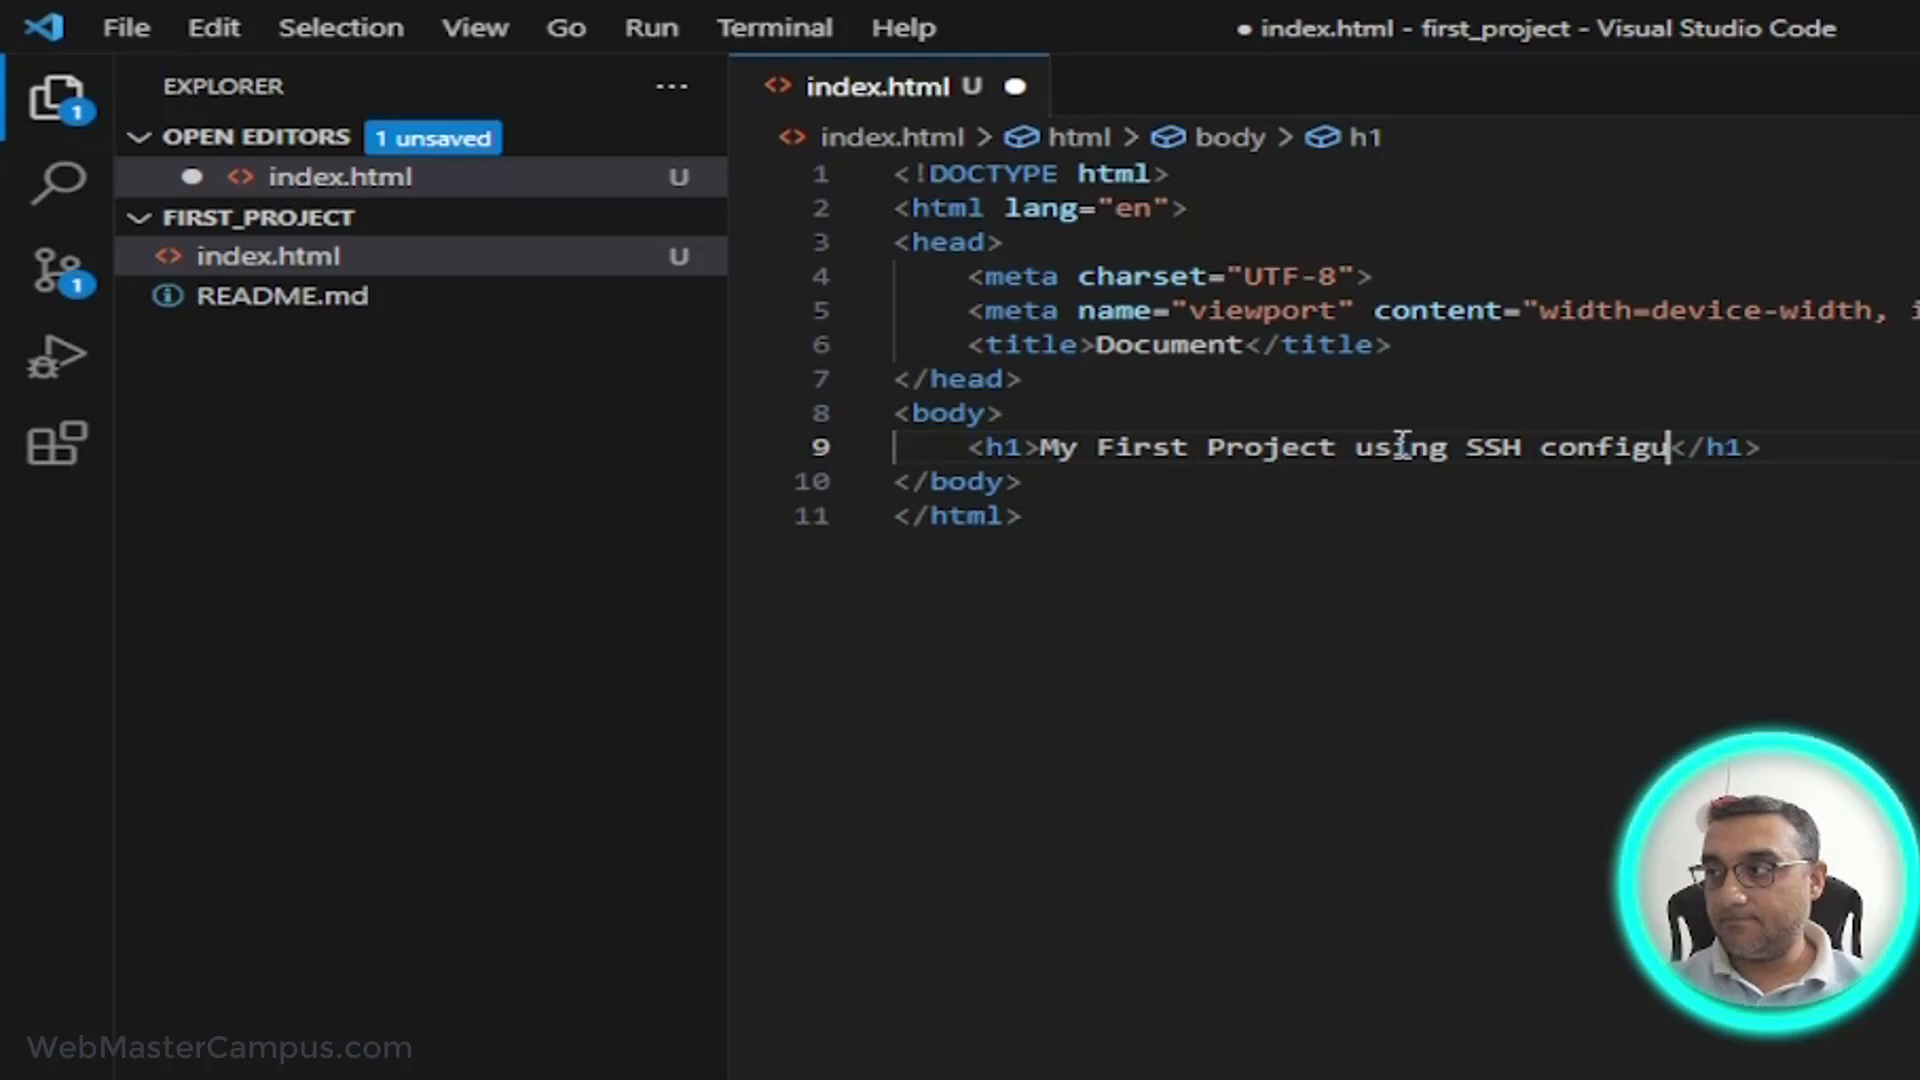 File Edit Selection View Go Run Terminal Help
● index.html - first_project - Visual Studio Code
EXPLORER ...
OPEN EDITORS 1 unsaved
index.html U
FIRST_PROJECT
index.html U
README.md
1
1
index.html U
index.html > html > body > h1
1 <!DOCTYPE html>
2 <html lang="en">
3 <head>
4 <meta charset="UTF-8">
5 <meta name="viewport" content="width=device-width, i
6 <title>Document</title>
7 </head>
8 <body>
9 <h1>My First Project using SSH configu</h1>
10 </body>
11 </html>
WebMasterCampus.com